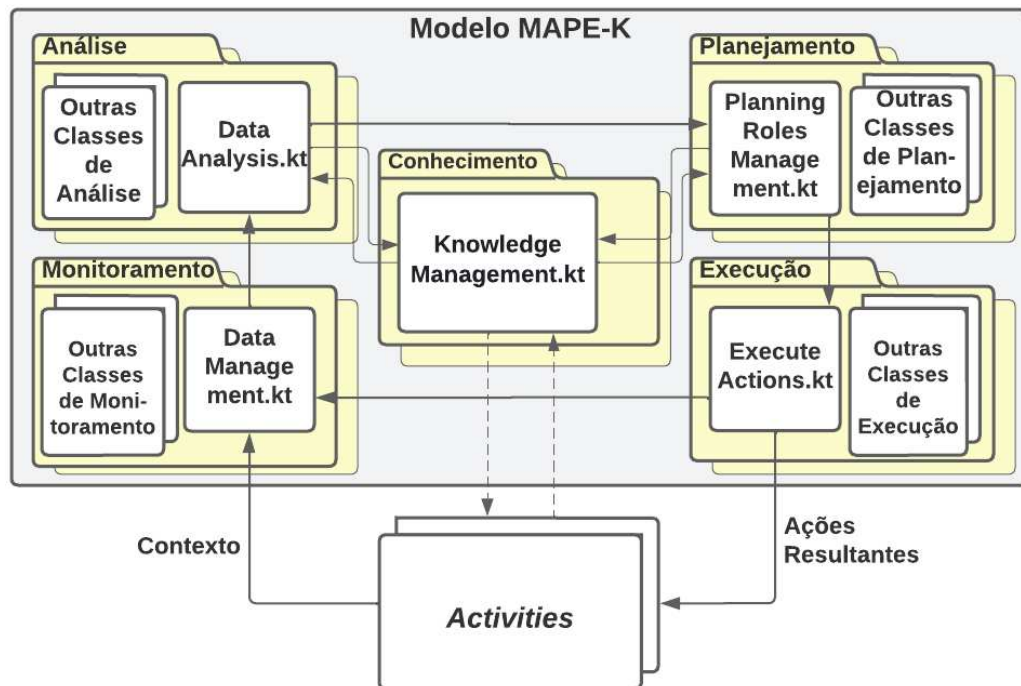 Modelo MAPE-K
Análise
Outras
Classes
de
Análise
Data
Analysis.kt
Conhecimento
Knowledge
Management.kt
Planejamento
Planning
Roles
Manage
ment.kt
Outras
Classes
de Plan-
ejamento
Monitoramento
Outras
Classes
de Moni-
toramento
Data
Manage
ment.kt
Execução
Execute
Actions.kt
Outras
Classes
de
Execução
Contexto
Activities
Ações
Resultantes